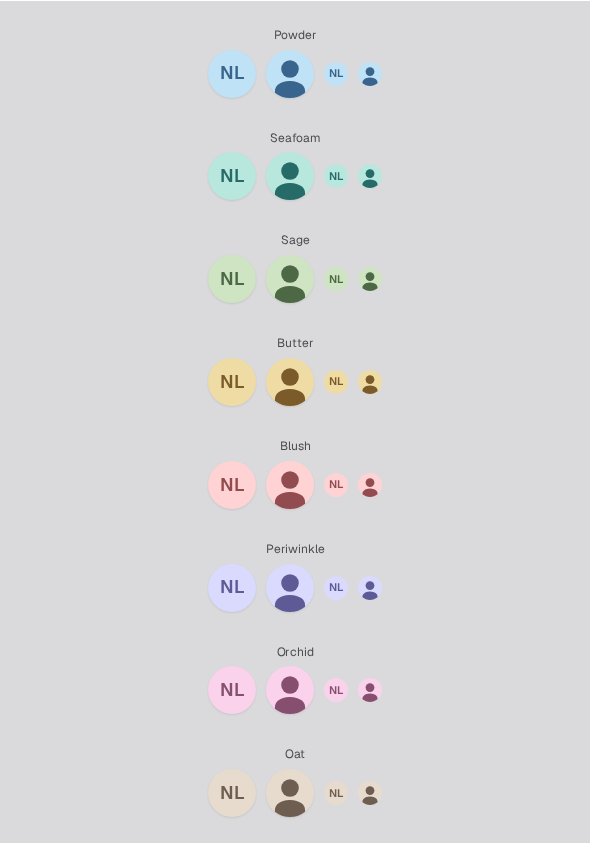 Powder
NL NL
Seafoam
NL NL
Sage
NL NL
Butter
NL NL
Blush
NL NL
Periwinkle
NL NL
Orchid
NL NL
Oat
NL NL